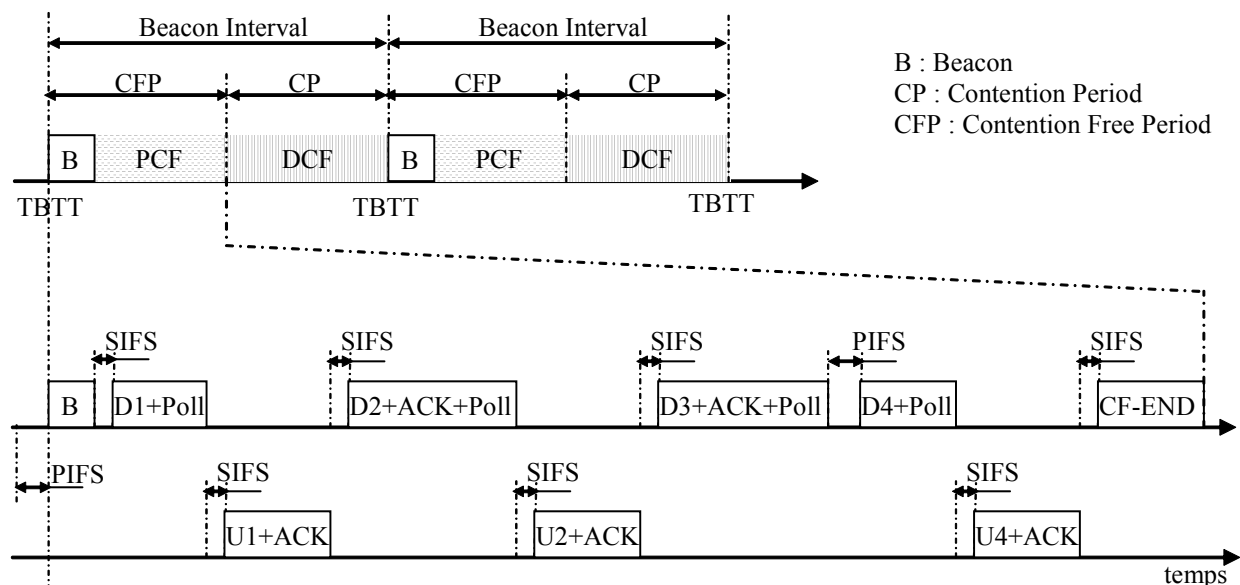 Beacon Interval Beacon Interval
B : Beacon
CFP CP CFP CP
CP : Contention Period
CFP : Contention Free Period
B PCF DCF B PCF DCF
TBTT TBTT TBTT
SIFS SIFS SIFS PIFS SIFS
B D1+Poll D2+ACK+Poll D3+ACK+Poll D4+Poll CF-END
PIFS SIFS SIFS SIFS
U1+ACK U2+ACK U4+ACK
temps